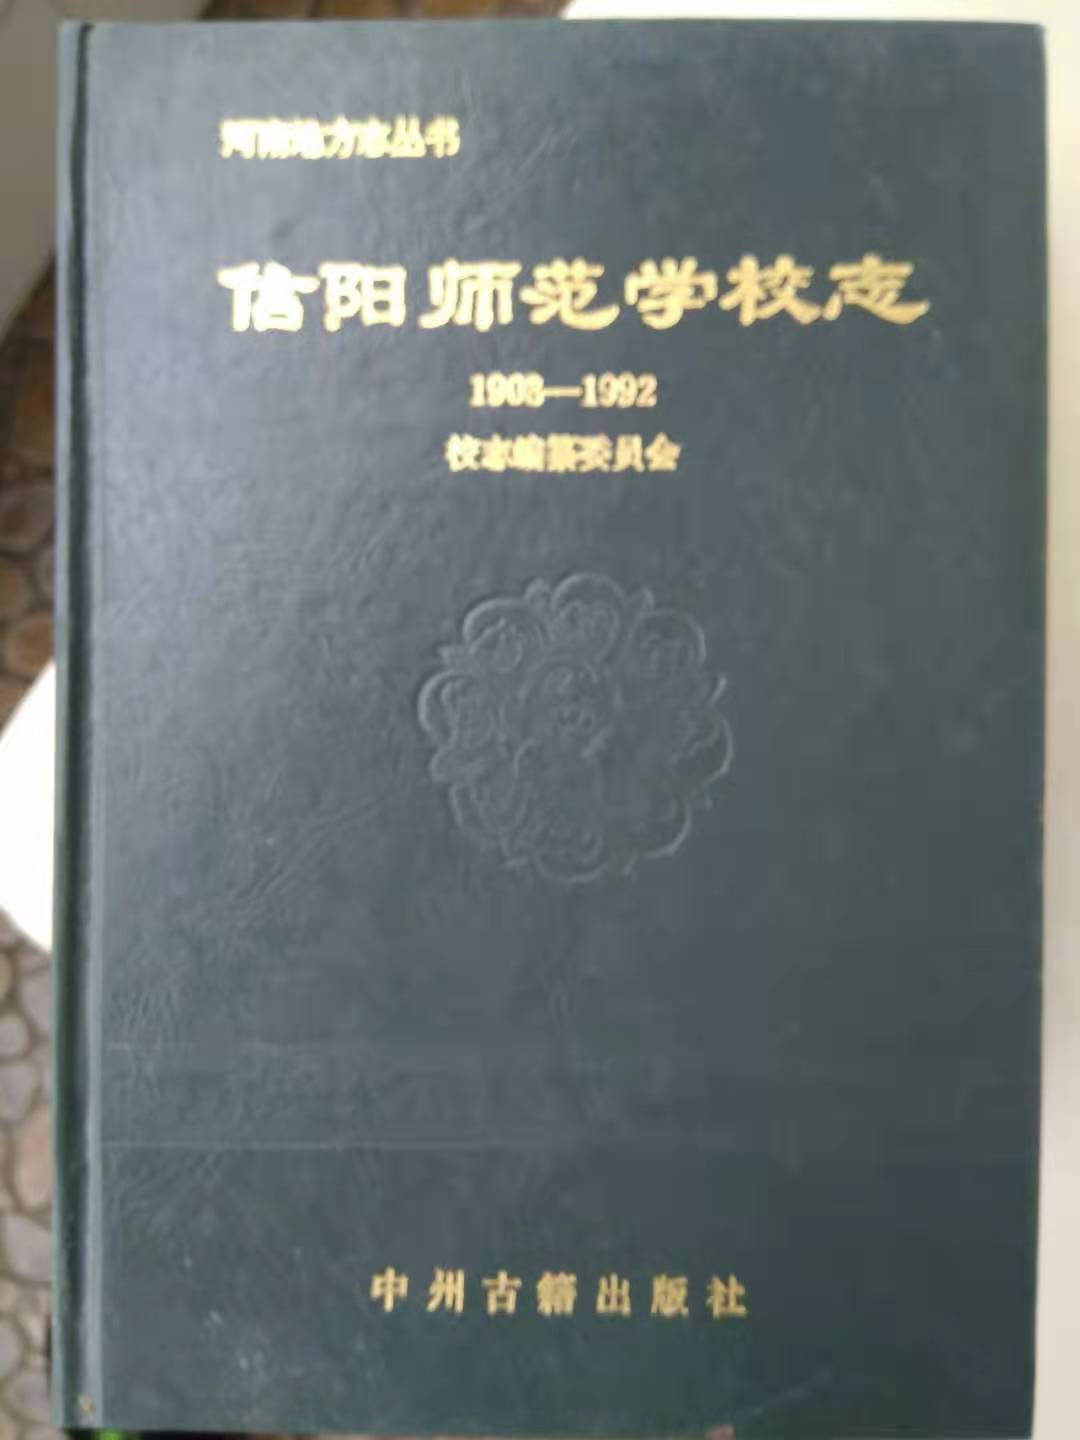 河南地方志丛书
信阳师范学校志
1903—1992
校志编纂委员会
中州古籍出版社